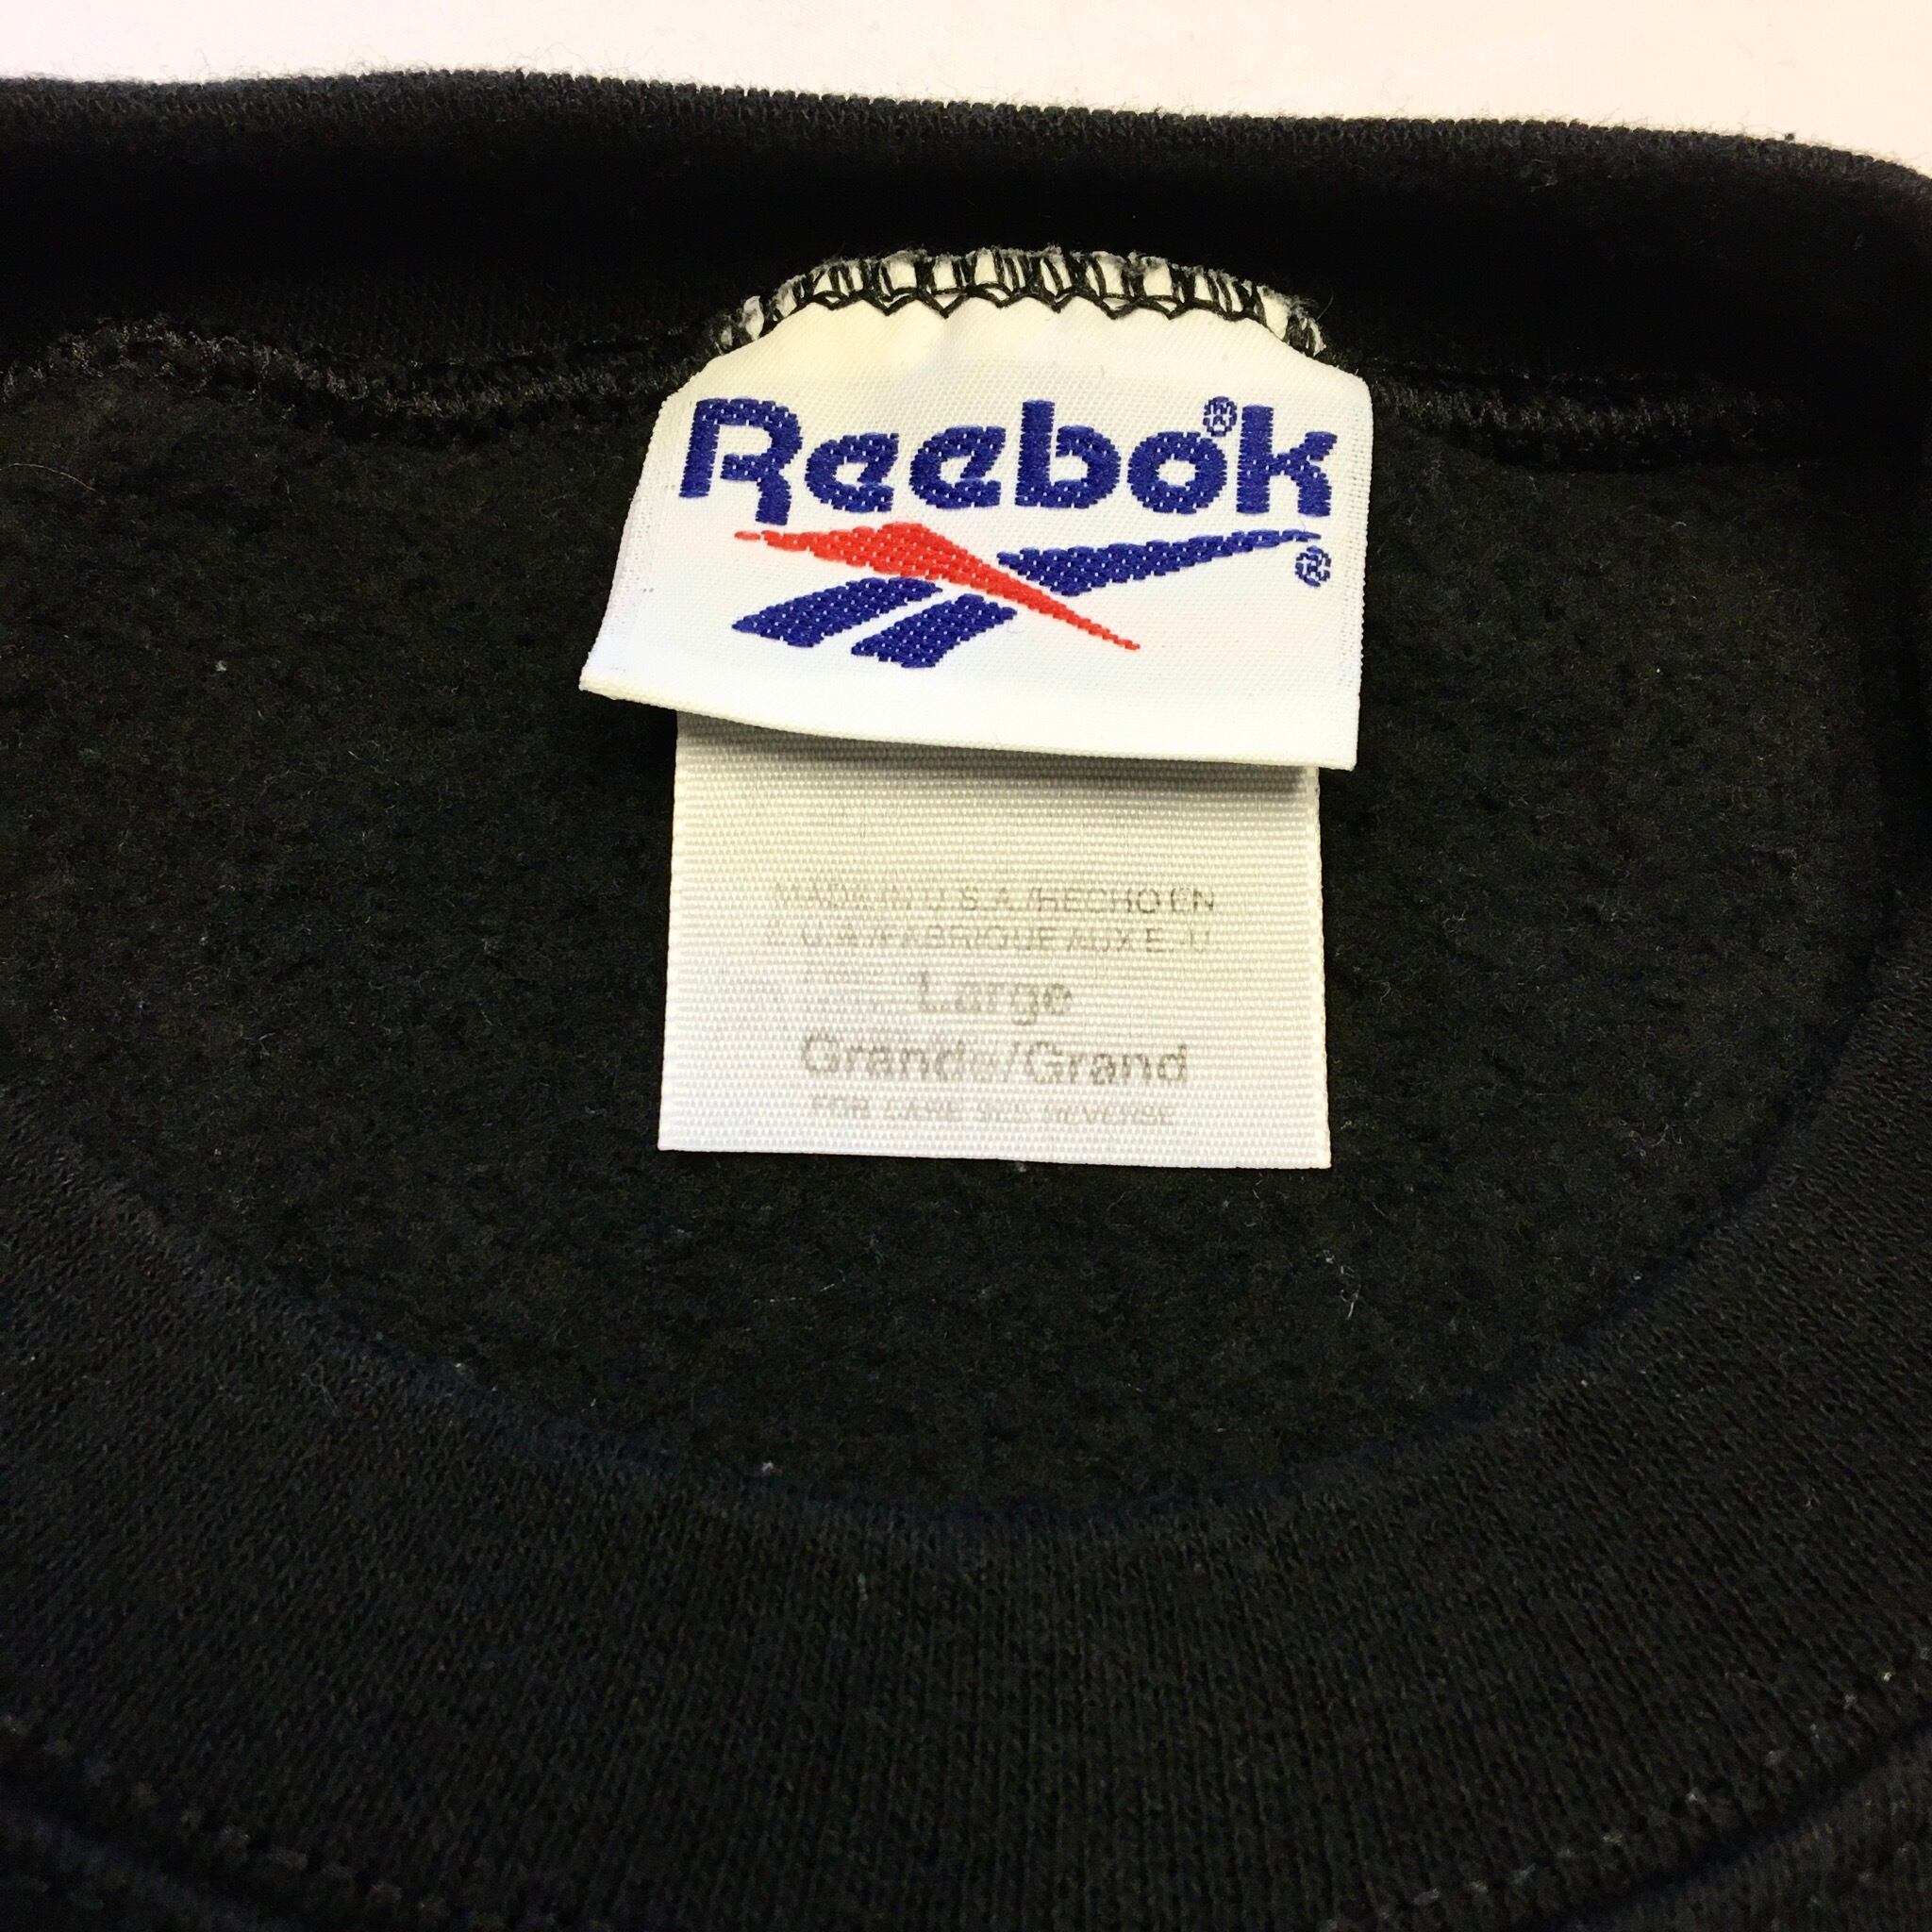 Reebok®
®
MADE IN U.S.A./HECHO EN
E.U.A./FABRIQUE AUX E.-U.
Large
Grande/Grand
FOR CARE SEE REVERSE